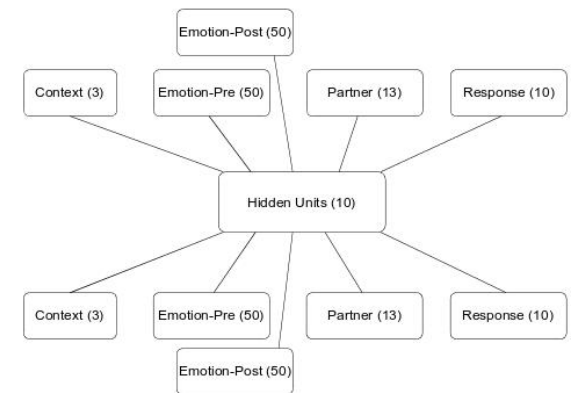 Emotion-Post (50)
Context (3)
Emotion-Pre (50)
Partner (13)
Response (10)
Hidden Units (10)
Context (3)
Emotion-Pre (50)
Partner (13)
Response (10)
Emotion-Post (50)